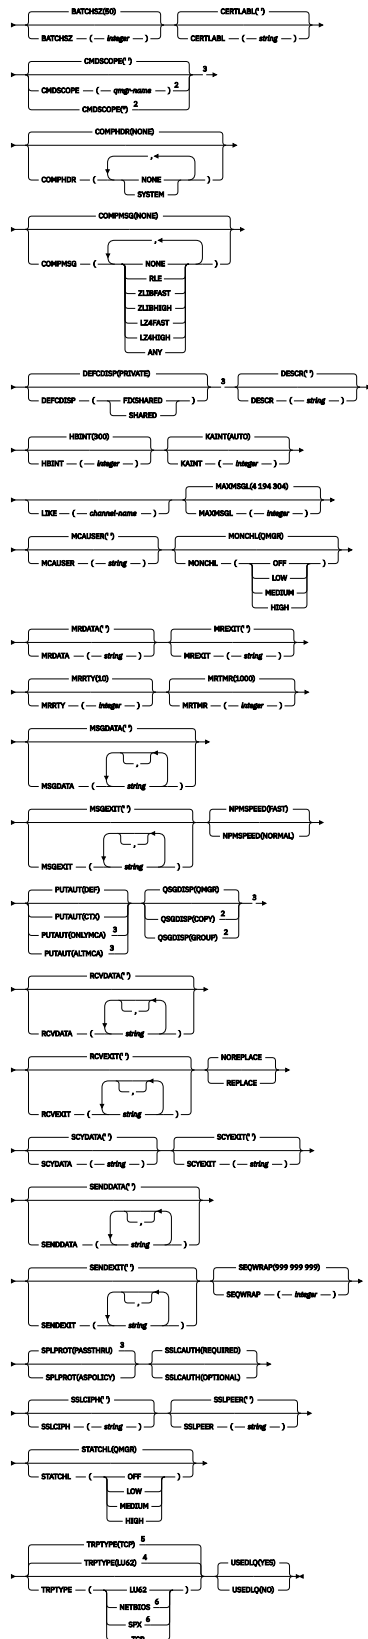 BATCHSZ(50) CERTLABL(' ')
BATCHSZ ( integer ) CERTLABL ( string )
CMDSCOPE(' ') 3
CMDSCOPE ( qmgr-name ) 2
CMDSCOPE(*) 2
COMPHDR(NONE)
,
COMPHDR ( NONE )
SYSTEM
COMPMSG(NONE)
,
COMPMSG ( NONE )
RLE
ZLIBFAST
ZLIBHIGH
LZ4FAST
LZ4HIGH
ANY
DEFCDISP(PRIVATE) 3 DESCR(' ')
DEFCDISP ( FIXSHARED ) DESCR ( string )
SHARED
HBINT(300) KAINT(AUTO)
HBINT ( integer ) KAINT ( integer )
MAXMSGL(4 194 304)
LIKE ( channel-name ) MAXMSGL ( integer )
MCAUSER(' ') MONCHL(QMGR)
MCAUSER ( string ) MONCHL ( OFF )
LOW
MEDIUM
HIGH
MRDATA(' ') MREXIT(' ')
MRDATA ( string ) MREXIT ( string )
MRRTY(10) MRTMR(1000)
MRRTY ( integer ) MRTMR ( integer )
MSGDATA(' ')
,
MSGDATA ( string )
MSGEXIT(' ') NPMSPEED(FAST)
, NPMSPEED(NORMAL)
MSGEXIT ( string )
PUTAUT(DEF) QSGDISP(QMGR) 3
PUTAUT(CTX) QSGDISP(COPY) 2
PUTAUT(ONLYMCA) 3 QSGDISP(GROUP) 2
PUTAUT(ALTMCA) 3
RCVDATA(' ')
,
RCVDATA ( string )
RCVEXIT(' ') NOREPLACE
, REPLACE
RCVEXIT ( string )
SCYDATA(' ') SCYEXIT(' ')
SCYDATA ( string ) SCYEXIT ( string )
SENDDATA(' ')
,
SENDDATA ( string )
SENDEXIT(' ') SEQWRAP(999 999 999)
, SEQWRAP ( integer )
SENDEXIT ( string )
SPLPROT(PASSTHRU) 3 SSLCAUTH(REQUIRED)
SPLPROT(ASPOLICY) SSLCAUTH(OPTIONAL)
SSLCIPH(' ') SSLPEER(' ')
SSLCIPH ( string ) SSLPEER ( string )
STATCHL(QMGR)
STATCHL ( OFF )
LOW
MEDIUM
HIGH
TRPTYPE(TCP) 5
TRPTYPE(LU62) 4 USEDLQ(YES)
TRPTYPE ( LU62 ) USEDLQ(NO)
NETBIOS 6
SPX 6